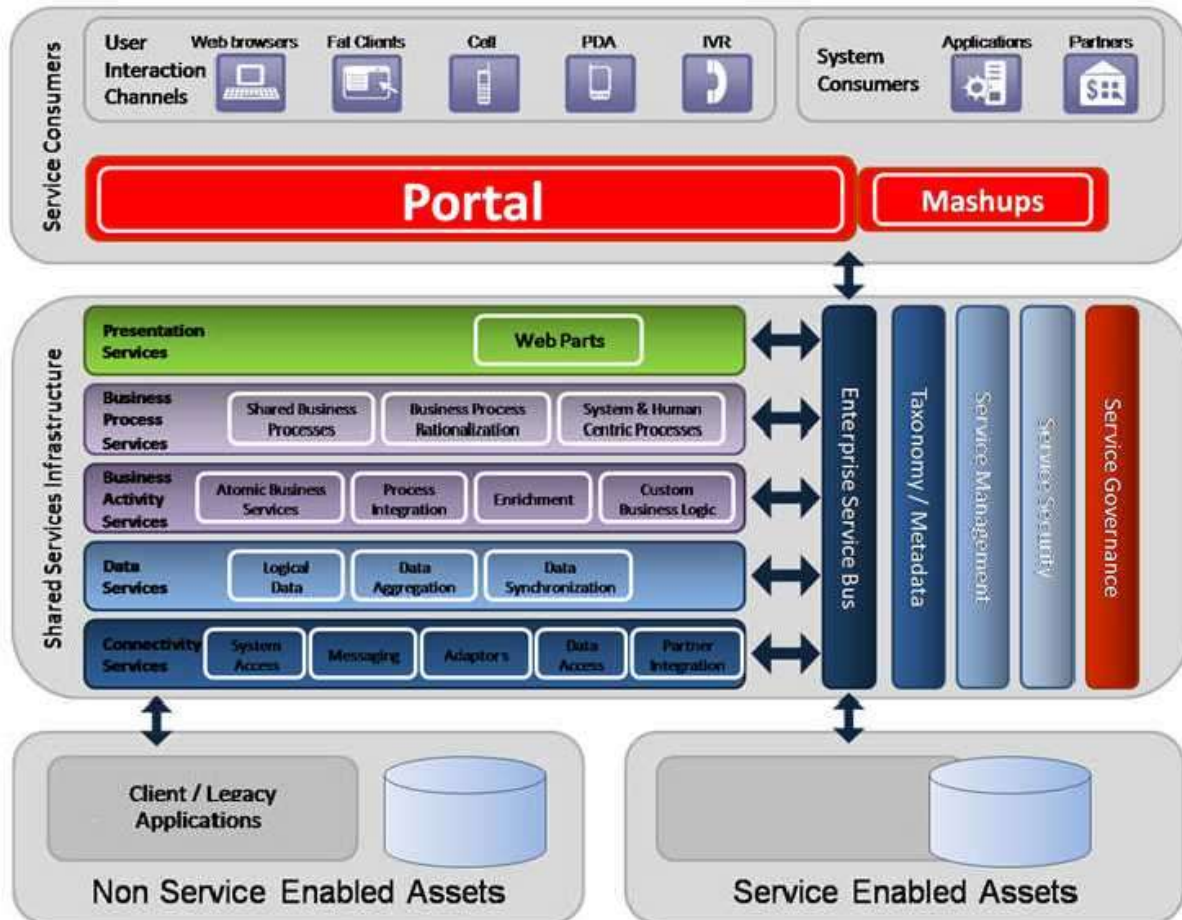 Service Consumers
User
Interaction
Channels
Web browsers
Fat Clients
Cell
PDA
IVR
System
Consumers
Applications
Partners
$
Portal
Mashups
Shared Services Infrastructure
Presentation
Services
Web Parts
Business
Process
Services
Shared Business
Processes
Business Process
Rationalization
System & Human
Centric Processes
Business
Activity
Services
Atomic Business
Services
Process
Integration
Enrichment
Custom
Business Logic
Data
Services
Logical
Data
Data
Aggregation
Data
Synchronization
Connectivity
Services
System
Access
Messaging
Adaptors
Data
Access
Partner
Integration
Enterprise Service Bus
Taxonomy / Metadata
Service Management
Service Security
Service Governance
Client / Legacy
Applications
Non Service Enabled Assets
Service Enabled Assets